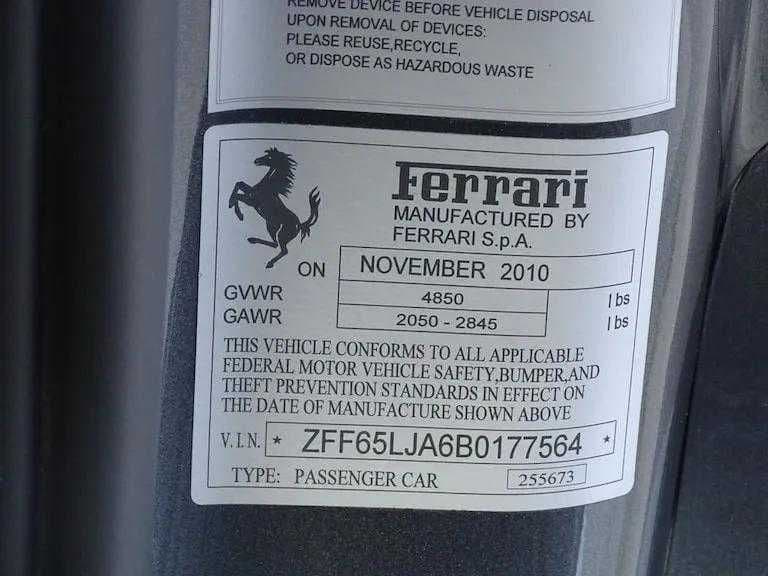 REMOVE DEVICE BEFORE VEHICLE DISPOSAL
UPON REMOVAL OF DEVICES:
PLEASE REUSE,RECYCLE,
OR DISPOSE AS HAZARDOUS WASTE
Ferrari
MANUFACTURED BY
FERRARI S.p.A.
ON NOVEMBER 2010
GVWR 4850 lbs
GAWR 2050 - 2845 lbs
THIS VEHICLE CONFORMS TO ALL APPLICABLE
FEDERAL MOTOR VEHICLE SAFETY,BUMPER,AND
THEFT PREVENTION STANDARDS IN EFFECT ON
THE DATE OF MANUFACTURE SHOWN ABOVE
V.I.N. * ZFF65LJA6B0177564 *
TYPE: PASSENGER CAR 255673